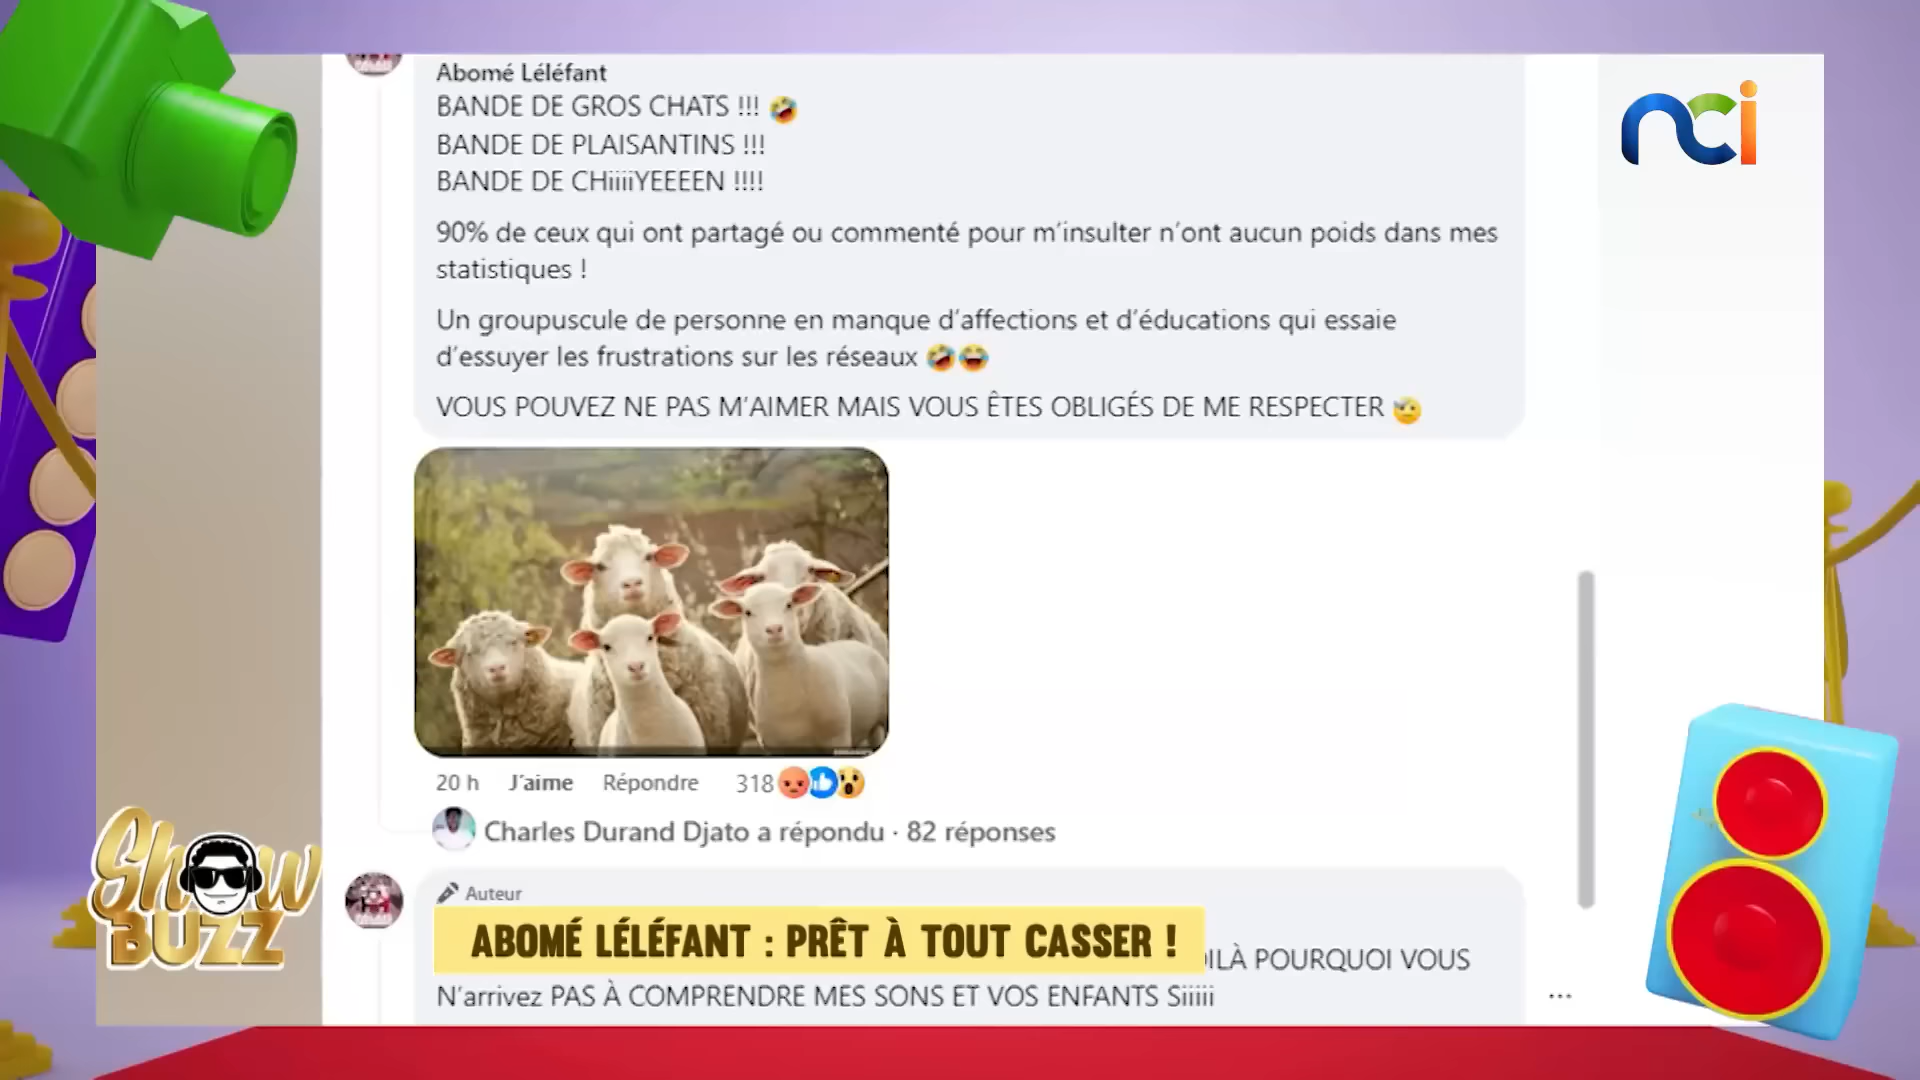 Abomé Léléfant
BANDE DE GROS CHATS !!! 🤣
BANDE DE PLAISANTINS !!!
BANDE DE CHiiiiYEEEEN !!!!
90% de ceux qui ont partagé ou commenté pour m’insulter n’ont aucun poids dans mes
statistiques !
Un groupuscule de personne en manque d’affections et d’éducations qui essaie
d’essuyer les frustrations sur les réseaux 🤣😂
VOUS POUVEZ NE PAS M’AIMER MAIS VOUS ÊTES OBLIGÉS DE ME RESPECTER 🤕
nci
20 h J’aime Répondre 318
Charles Durand Djato a répondu · 82 réponses
Auteur
ABOMÉ LÉLÉFANT : PRÊT À TOUT CASSER !
POURQUOI VOUS
N’arrivez PAS À COMPRENDRE MES SONS ET VOS ENFANTS Siiiii
Show
BUZZ